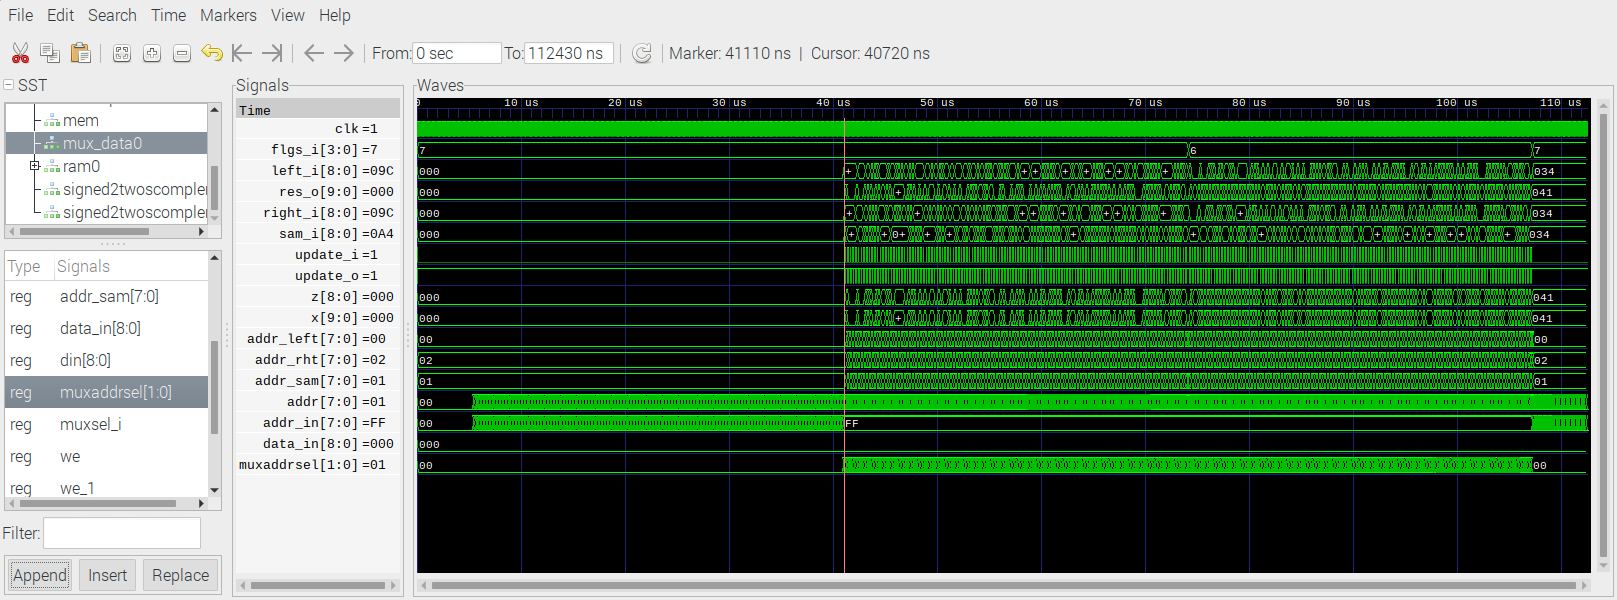 File Edit Search Time Markers View Help
From: 0 sec To: 112430 ns Marker: 41110 ns | Cursor: 40720 ns
SST
mem
mux_data0
ram0
signed2twoscompler
signed2twoscompler
Type Signals
reg addr_sam[7:0]
reg data_in[8:0]
reg din[8:0]
reg muxaddrsel[1:0]
reg muxsel_i
reg we
reg we_1
Filter:
Append Insert Replace
Signals
Time
clk =1
flgs_i[3:0] =7
left_i[8:0] =09C
res_o[9:0] =000
right_i[8:0] =09C
sam_i[8:0] =0A4
update_i =1
update_o =1
z[8:0] =000
x[9:0] =000
addr_left[7:0] =00
addr_rht[7:0] =02
addr_sam[7:0] =01
addr[7:0] =01
addr_in[7:0] =FF
data_in[8:0] =000
muxaddrsel[1:0] =01
Waves
0 10 us 20 us 30 us 40 us 50 us 60 us 70 us 80 us 90 us 100 us 110 us
7 6 7
000 + + + + + + + + 034
000 + 041
000 + + + + + + + + + 034
000 + + 0+ + + + + + + + + + + + 034
000 041
000 + 041
00 00
02 02
01 01
00
00 FF
000
00 00